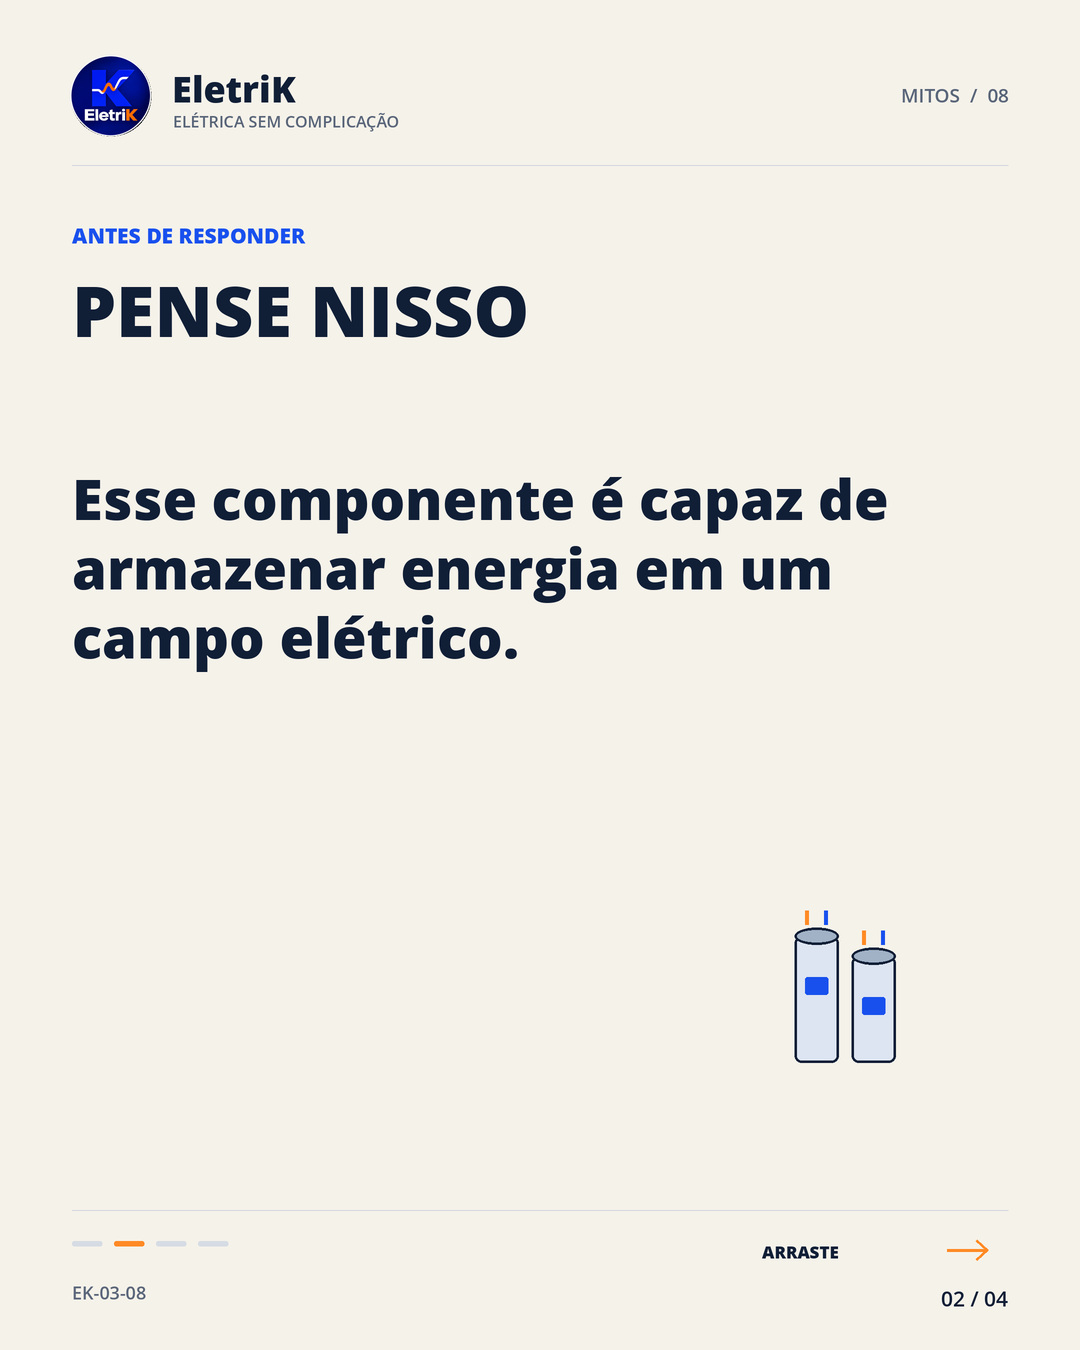 EletriK
EletriK
ELÉTRICA SEM COMPLICAÇÃO
MITOS / 08
ANTES DE RESPONDER
PENSE NISSO
Esse componente é capaz de
armazenar energia em um
campo elétrico.
ARRASTE
EK-03-08
02 / 04